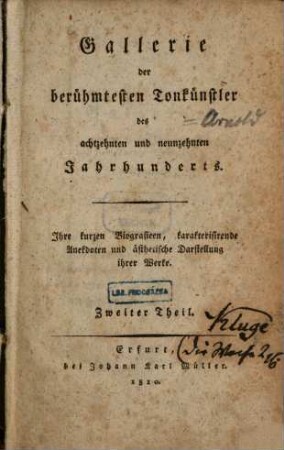 Gallerie
der
berühmtesten Tonkünstler
des
= Arnold
achtzehnten und neunzehnten
Jahrhunderts.
Ihre kurzen Biografieen, karakterisirende
Anekdoten und ästhetische Darstellung
ihrer Werke.
Zweiter Theil.
Kluge
Erfurt,
bei Johann Karl Müller.
1810.